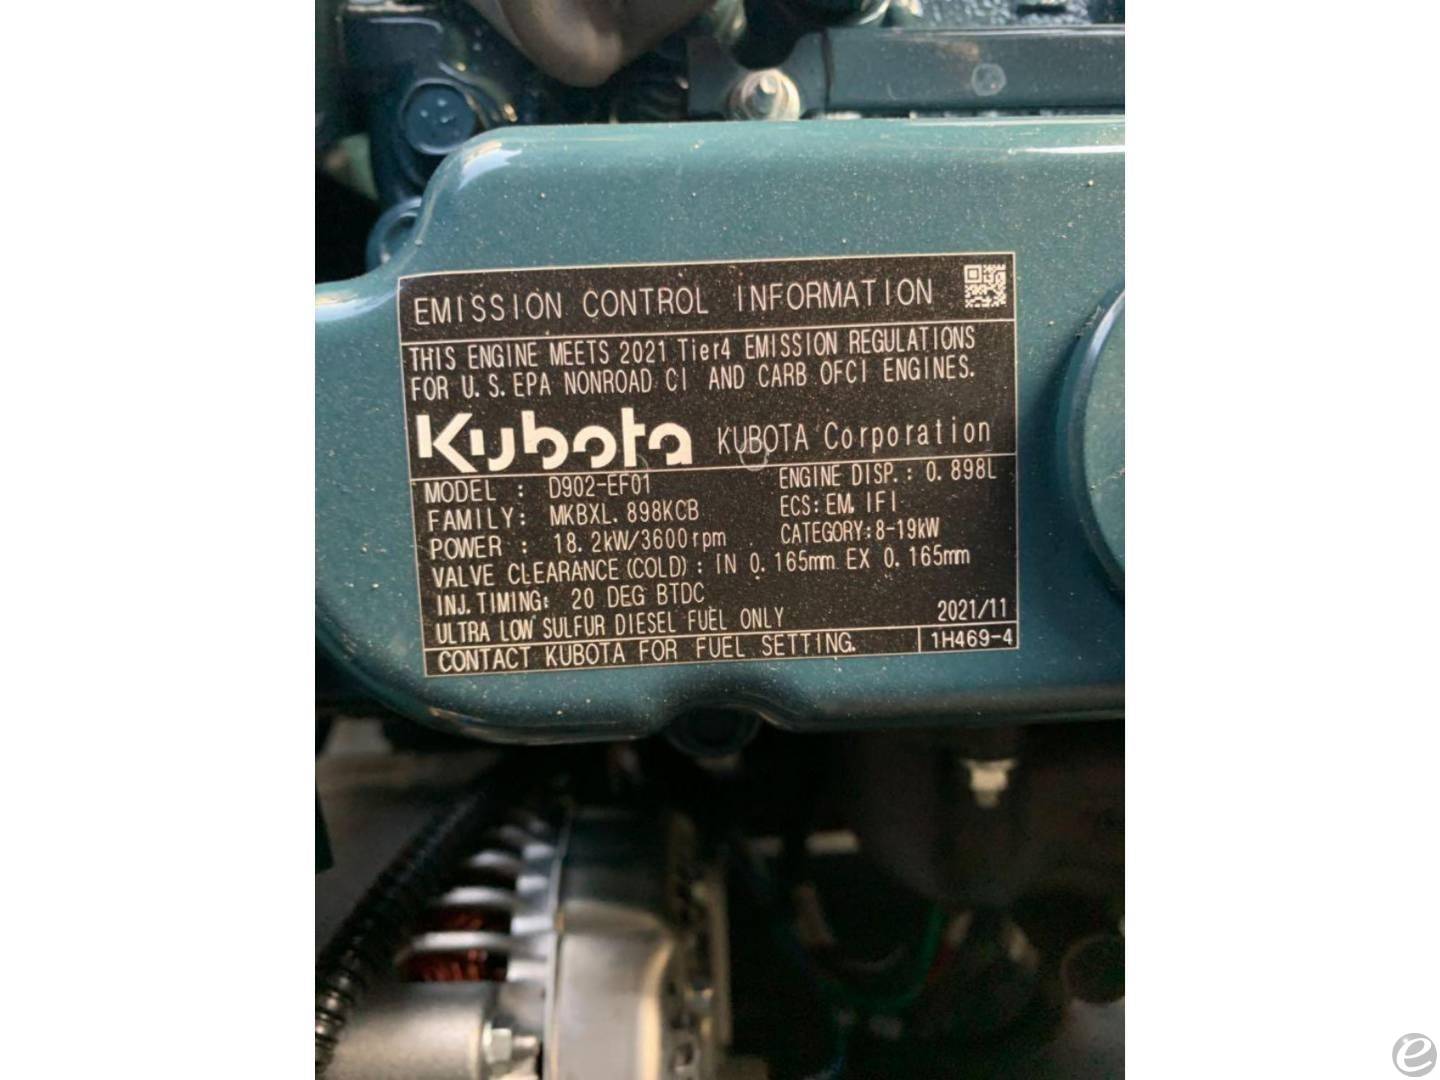 EMISSION CONTROL INFORMATION
THIS ENGINE MEETS 2021 Tier4 EMISSION REGULATIONS
FOR U.S. EPA NONROAD CI AND CARB OFCI ENGINES.
Kubota KUBOTA Corporation
MODEL : D902-EF01 ENGINE DISP.: 0.898L
FAMILY: MKBXL.898KCB ECS: EM, IFI
POWER : 18.2kW/3600rpm CATEGORY:8-19kW
VALVE CLEARANCE (COLD) : IN 0.165mm EX 0.165mm
INJ. TIMING: 20 DEG BTDC
ULTRA LOW SULFUR DIESEL FUEL ONLY 2021/11
CONTACT KUBOTA FOR FUEL SETTING. 1H469-4